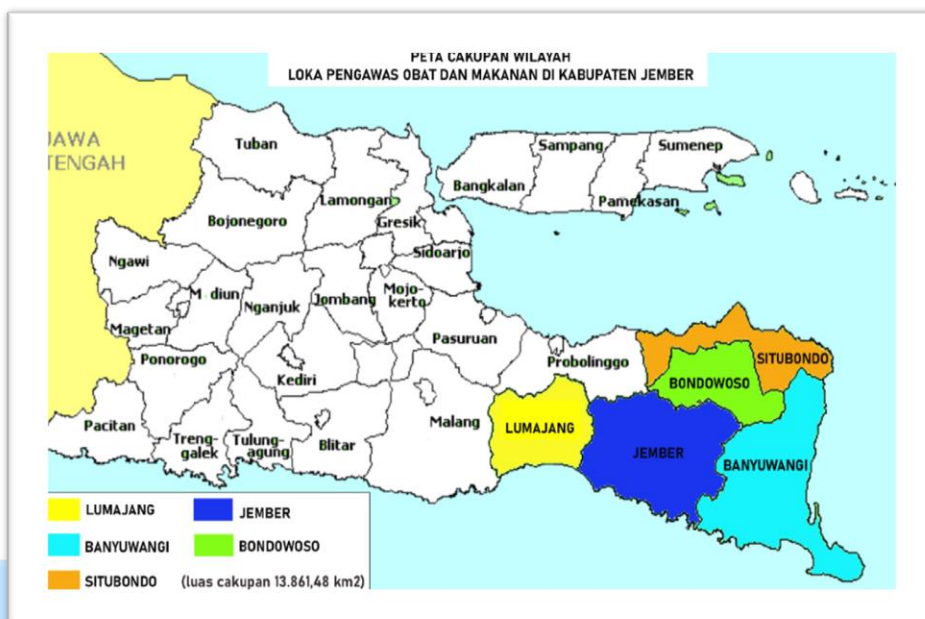 PETA CAKUPAN WILAYAH
LOKA PENGAWAS OBAT DAN MAKANAN DI KABUPATEN JEMBER
JAWA
TENGAH
Tuban
Lamongan
Bojonegoro
Gresik
Bangkalan
Sampang
Pamekasan
Sumenep
Sidoarjo
Ngawi
M diun
Nganjuk
Jombang
Mojo-
kerto
Magetan
Pasuruan
Ponorogo
Kediri
Probolinggo
SITUBONDO
BONDOWOSO
Pacitan
Treng-
galek
Tulung-
agung
Blitar
Malang
LUMAJANG
JEMBER
BANYUWANGI
LUMAJANG
JEMBER
BANYUWANGI
BONDOWOSO
SITUBONDO
(luas cakupan 13.861,48 km2)